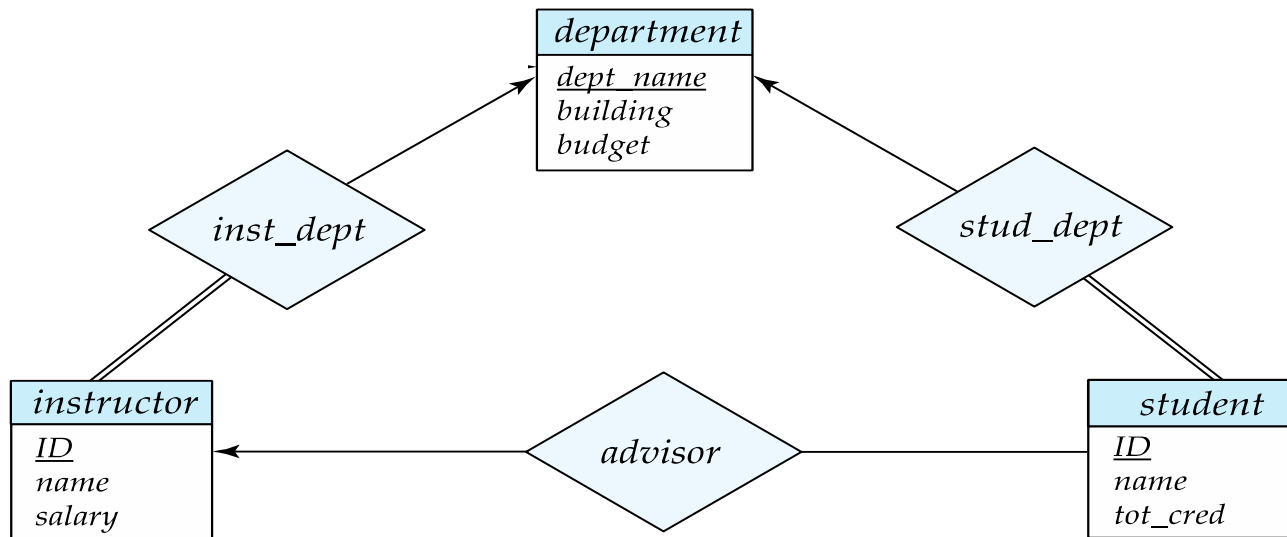 department
dept_name
building
budget
inst_dept
stud_dept
instructor
ID
name
salary
advisor
student
ID
name
tot_cred